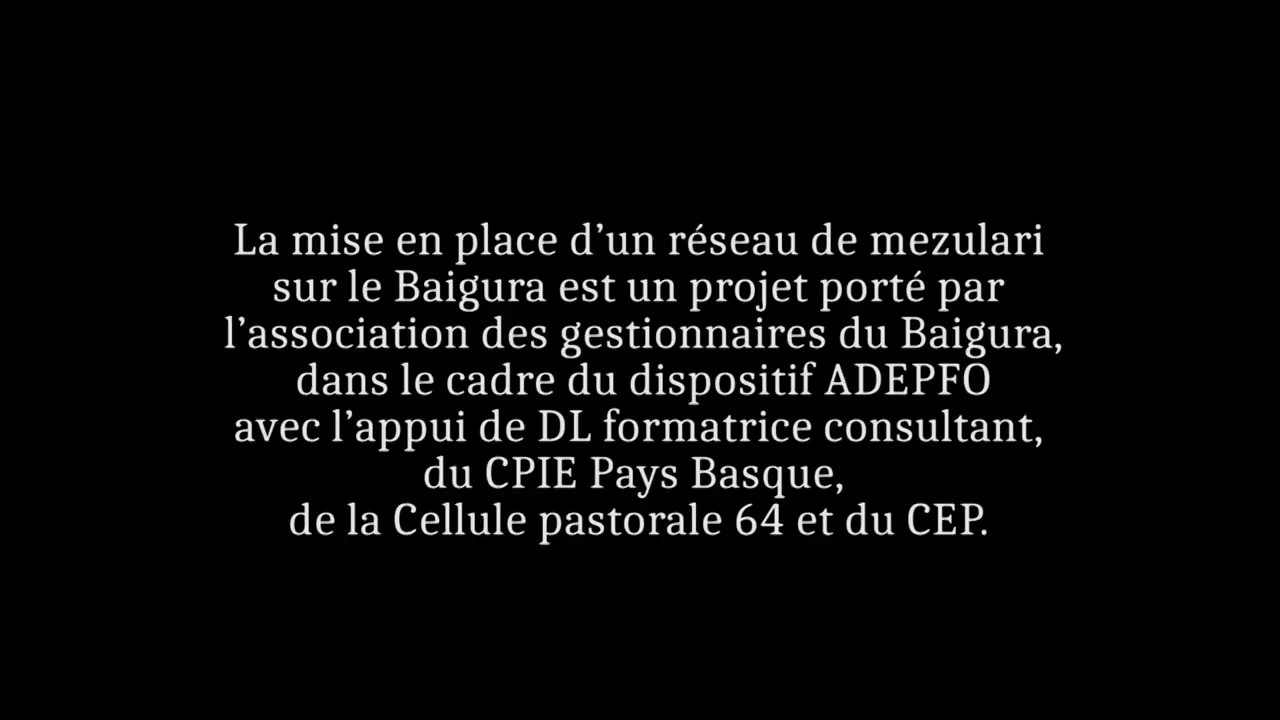 La mise en place d’un réseau de mezulari
sur le Baigura est un projet porté par
l’association des gestionnaires du Baigura,
dans le cadre du dispositif ADEPFO
avec l’appui de DL formatrice consultant,
du CPIE Pays Basque,
de la Cellule pastorale 64 et du CEP.